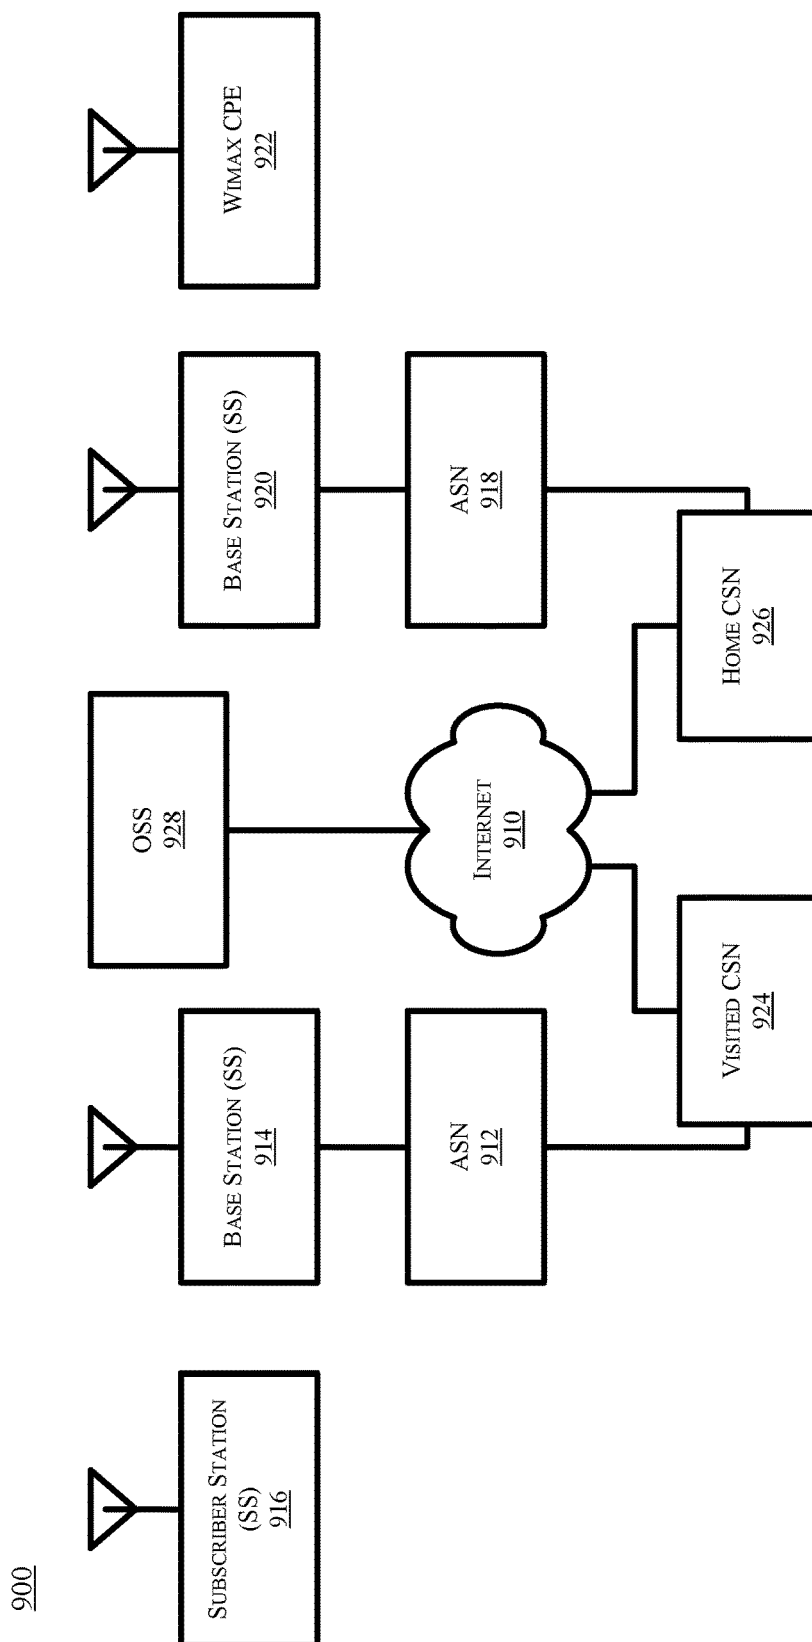 900
SUBSCRIBER STATION
(SS)
916
BASE STATION (SS)
914
OSS
928
BASE STATION (SS)
920
WIMAX CPE
922
ASN
912
INTERNET
910
ASN
918
VISITED CSN
924
HOME CSN
926